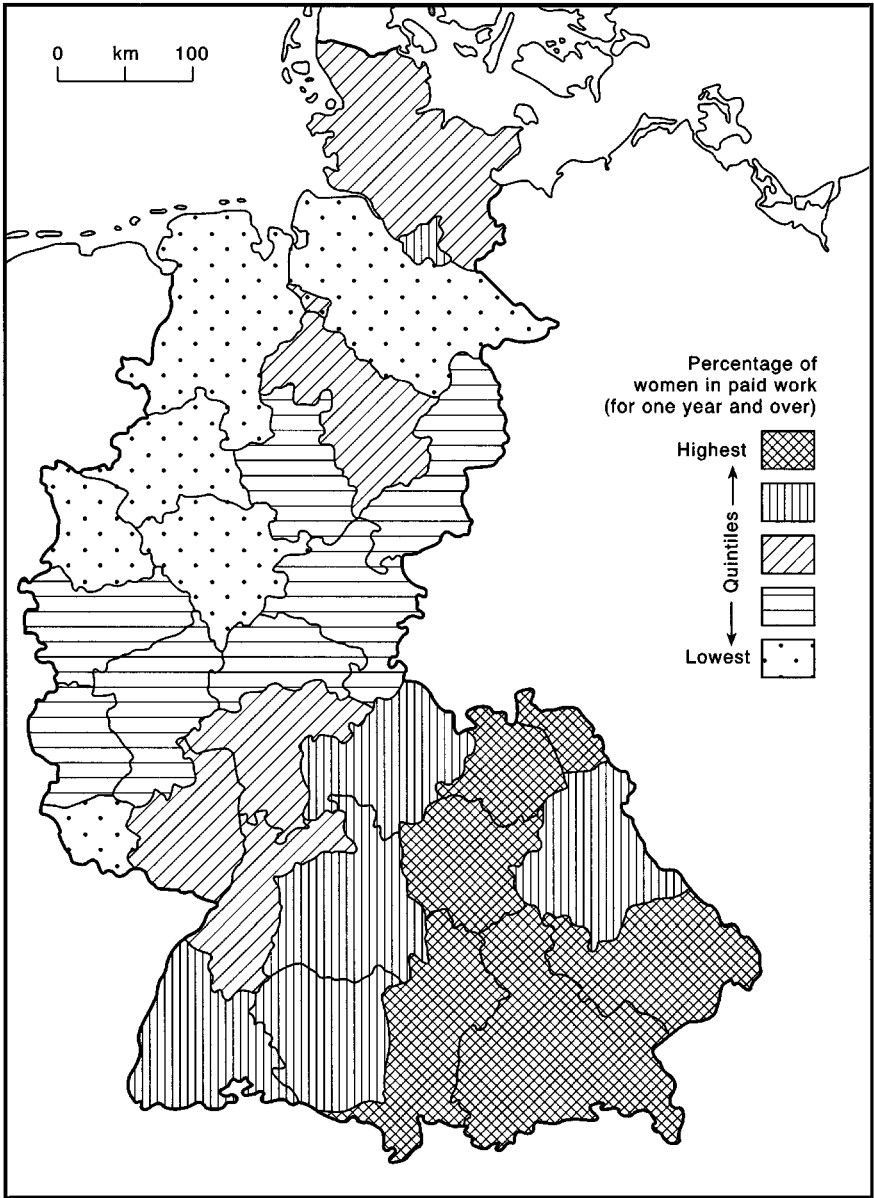 0 km 100
Percentage of
women in paid work
(for one year and over)
Highest
Quintiles
Lowest